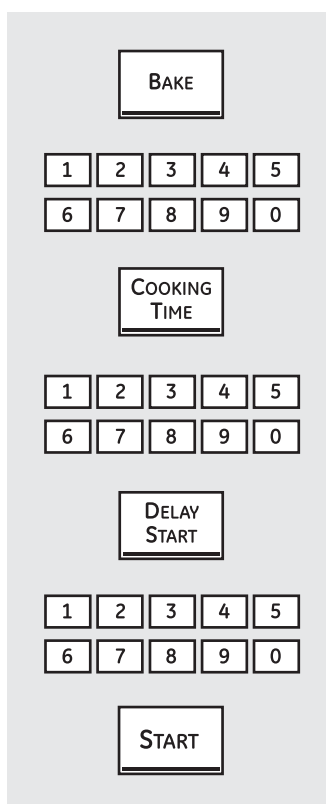 BAKE
1 2 3 4 5
6 7 8 9 0
COOKING
TIME
1 2 3 4 5
6 7 8 9 0
DELAY
START
1 2 3 4 5
6 7 8 9 0
START